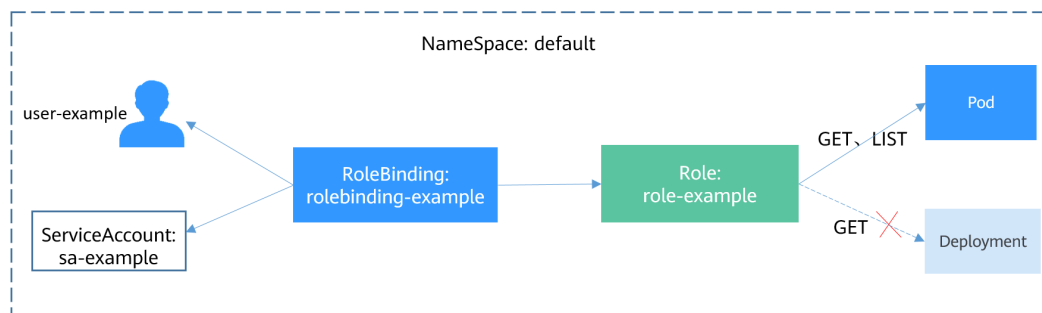 NameSpace: default
user-example
Pod
GET、LIST
RoleBinding:
rolebinding-example
Role:
role-example
ServiceAccount:
sa-example
GET
Deployment